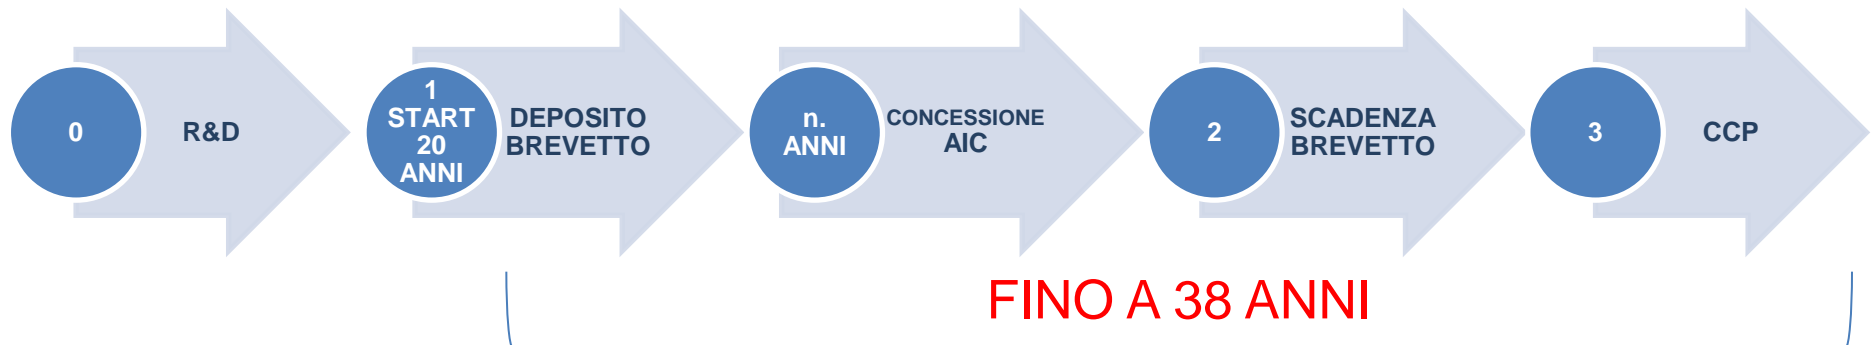 0
R&D
1
START
20
ANNI
DEPOSITO
BREVETTO
n.
ANNI
CONCESSIONE
AIC
2
SCADENZA
BREVETTO
3
CCP
FINO A 38 ANNI